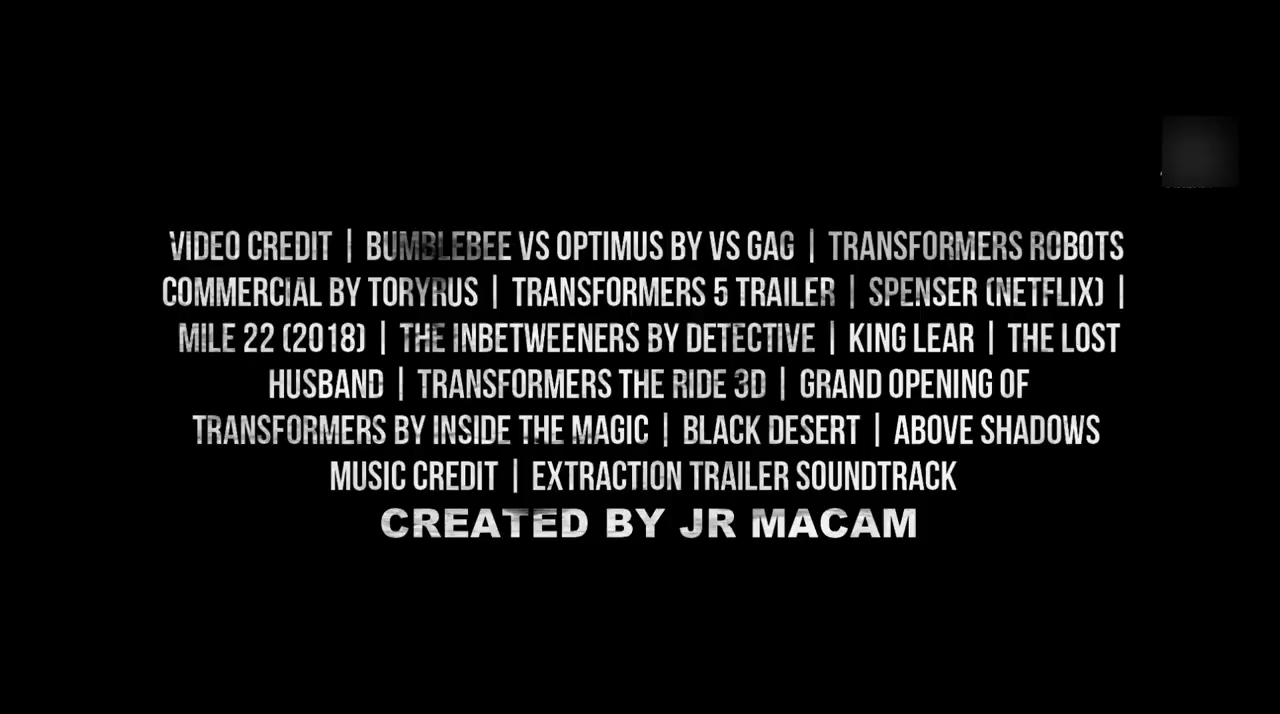 VIDEO CREDIT | BUMBLEBEE VS OPTIMUS BY VS GAG | TRANSFORMERS ROBOTS
COMMERCIAL BY TORYRUS | TRANSFORMERS 5 TRAILER | SPENSER (NETFLIX) |
MILE 22 (2018) | THE INBETWEENERS BY DETECTIVE | KING LEAR | THE LOST
HUSBAND | TRANSFORMERS THE RIDE 3D | GRAND OPENING OF
TRANSFORMERS BY INSIDE THE MAGIC | BLACK DESERT | ABOVE SHADOWS
MUSIC CREDIT | EXTRACTION TRAILER SOUNDTRACK
CREATED BY JR MACAM